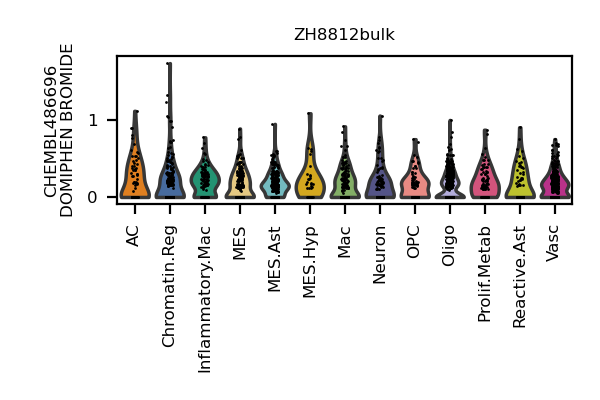 ZH8812bulk
CHEMBL486696
DOMIPHEN BROMIDE
1
0
AC
Chromatin.Reg
Inflammatory.Mac
MES
MES.Ast
MES.Hyp
Mac
Neuron
OPC
Oligo
Prolif.Metab
Reactive.Ast
Vasc